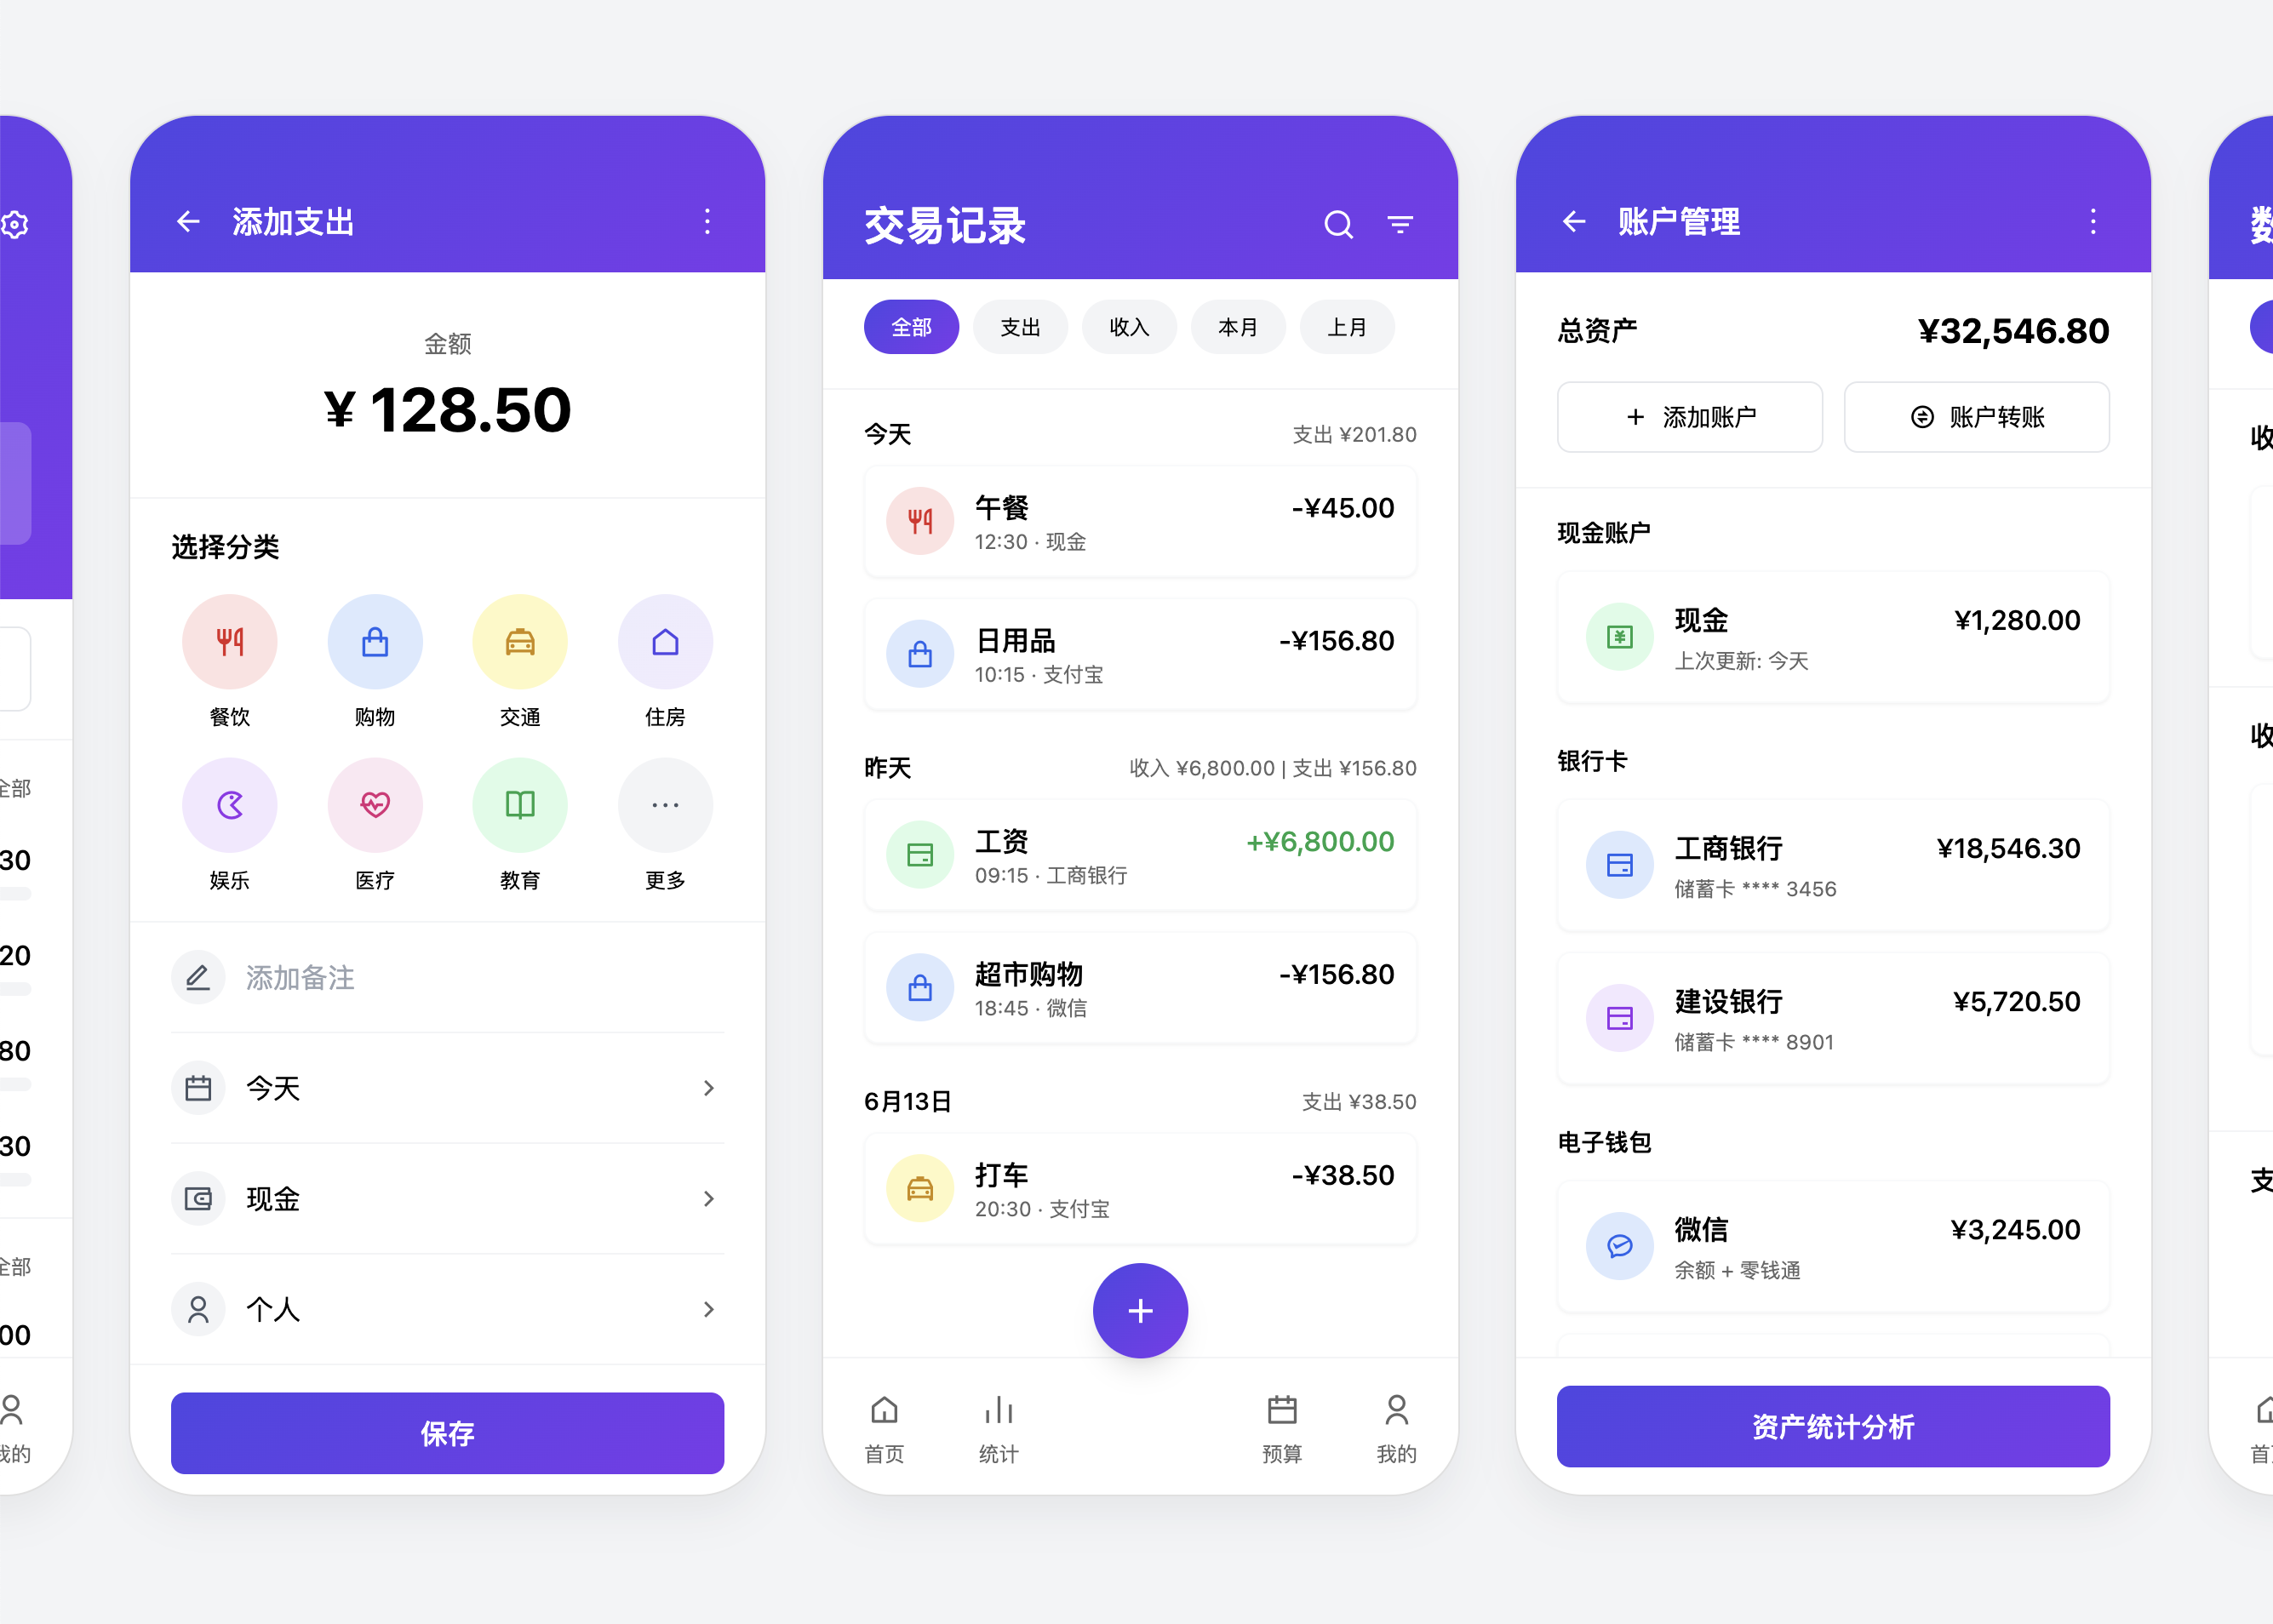 全部
30
20
80
30
全部
00
我的
添加支出
金额
¥ 128.50
选择分类
餐饮
购物
交通
住房
娱乐
医疗
教育
更多
添加备注
今天
现金
个人
保存
交易记录
全部 支出 收入 本月 上月
今天 支出 ¥201.80
午餐 -¥45.00
12:30 · 现金
日用品 -¥156.80
10:15 · 支付宝
昨天 收入 ¥6,800.00 | 支出 ¥156.80
工资 +¥6,800.00
09:15 · 工商银行
超市购物 -¥156.80
18:45 · 微信
6月13日 支出 ¥38.50
打车 -¥38.50
20:30 · 支付宝
首页 统计 预算 我的
账户管理
总资产 ¥32,546.80
添加账户 账户转账
现金账户
现金 ¥1,280.00
上次更新: 今天
银行卡
工商银行 ¥18,546.30
储蓄卡 **** 3456
建设银行 ¥5,720.50
储蓄卡 **** 8901
电子钱包
微信 ¥3,245.00
余额 + 零钱通
资产统计分析
数
收
收
支
首